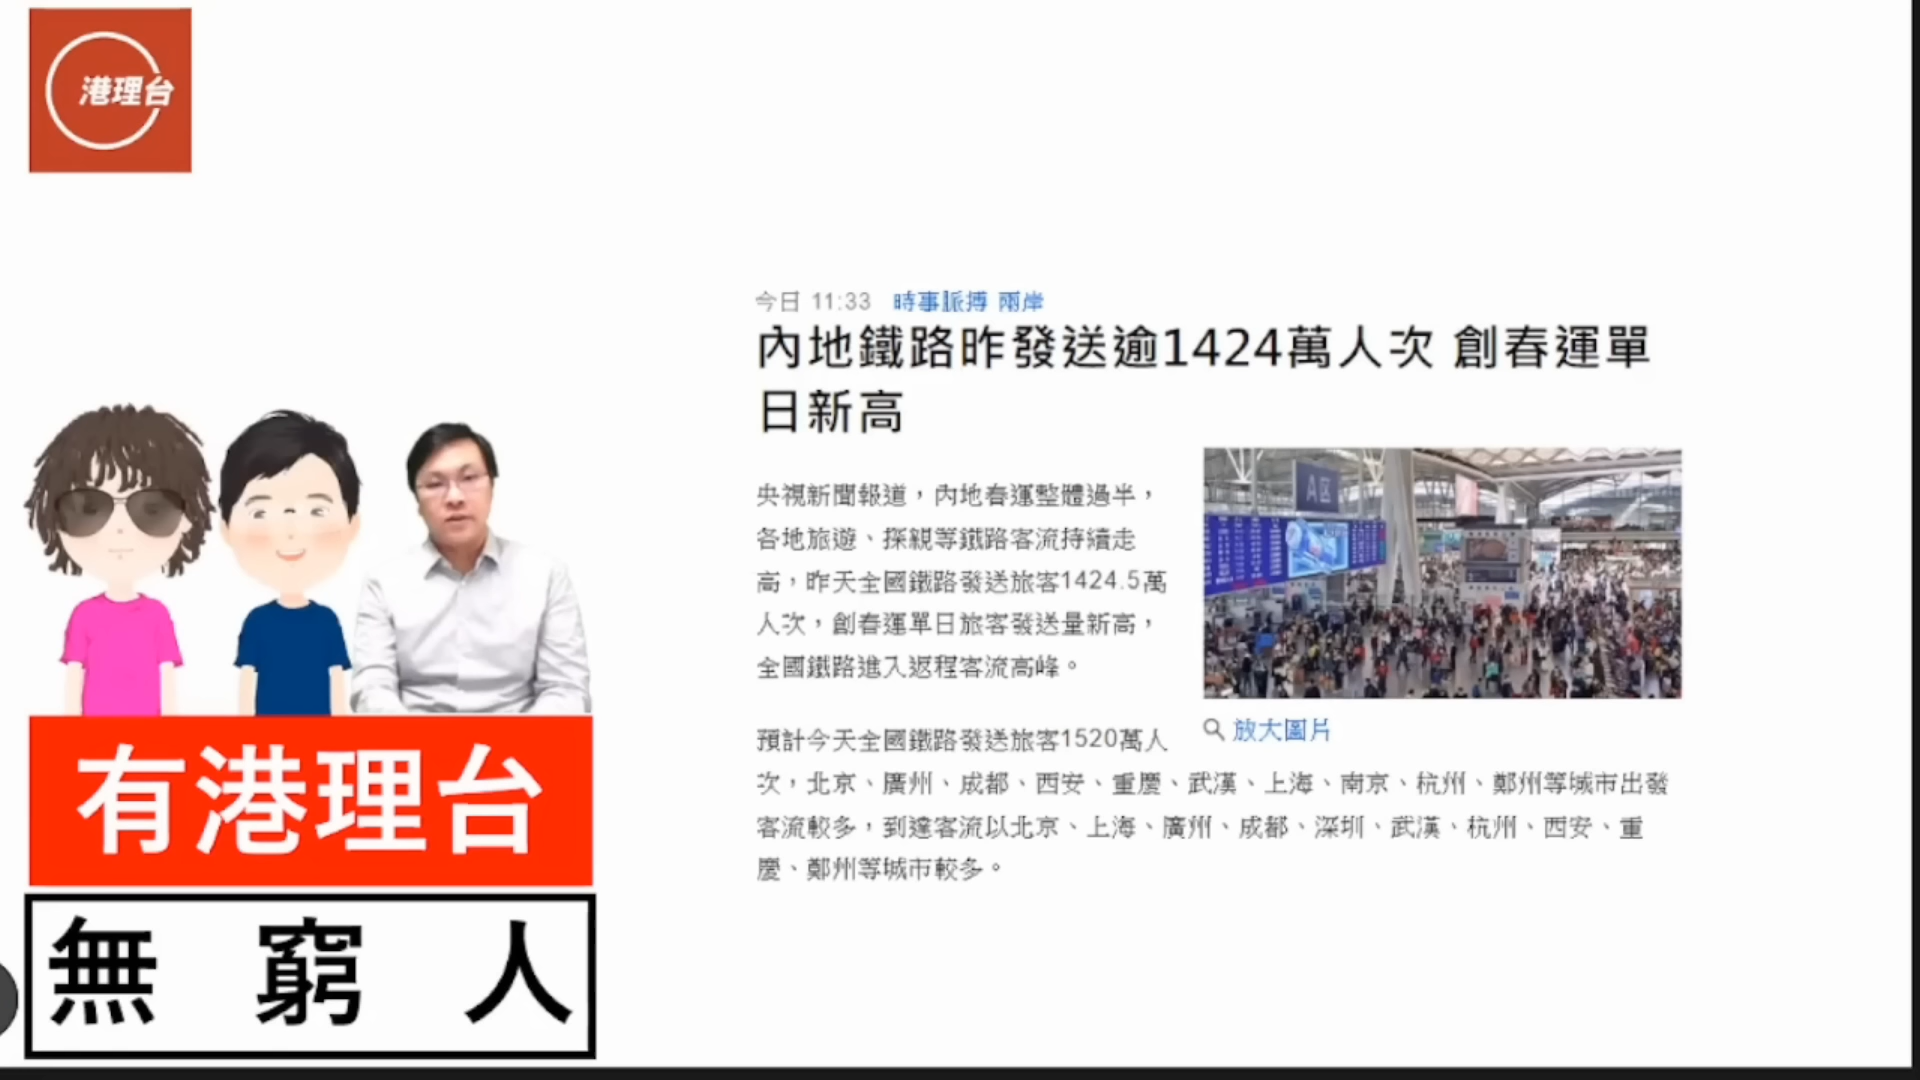 港理台
今日 11:33 時事脈搏 兩岸
內地鐵路昨發送逾1424萬人次 創春運單
日新高
央視新聞報道，內地春運整體過半，
各地旅遊、探親等鐵路客流持續走
高，昨天全國鐵路發送旅客1424.5萬
人次，創春運單日旅客發送量新高，
全國鐵路進入返程客流高峰。
A区
放大圖片
預計今天全國鐵路發送旅客1520萬人
次，北京、廣州、成都、西安、重慶、武漢、上海、南京、杭州、鄭州等城市出發
客流較多，到達客流以北京、上海、廣州、成都、深圳、武漢、杭州、西安、重
慶、鄭州等城市較多。
有港理台
無窮人